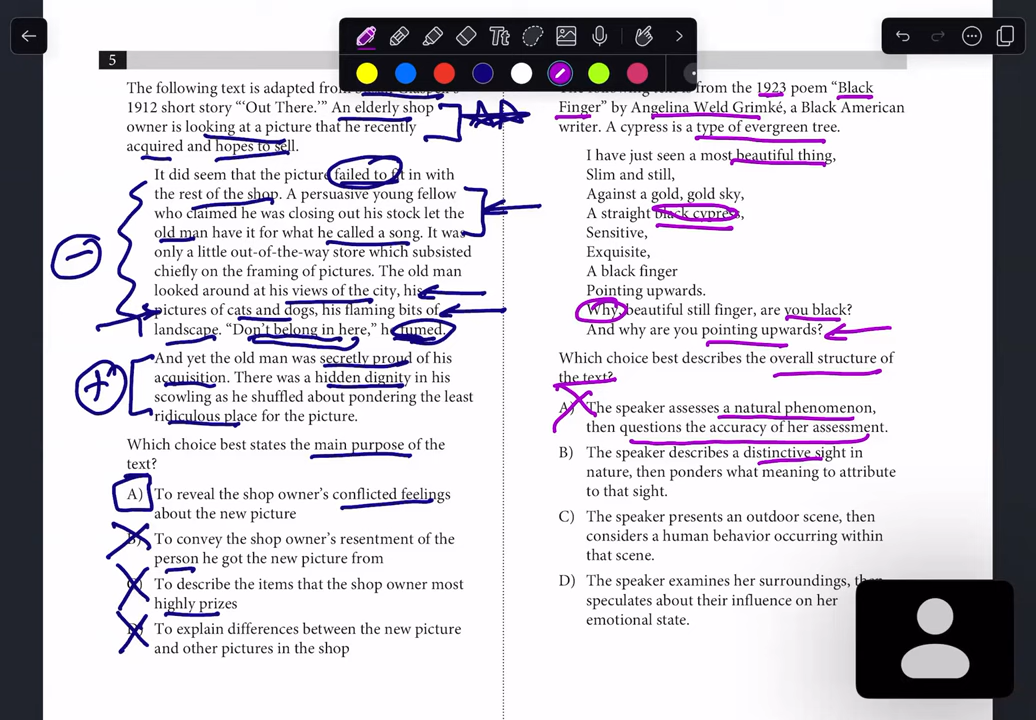 5
Tt
The following text is adapted from
1912 short story “‘Out There.’” An elderly shop
owner is looking at a picture that he recently
acquired and hopes to sell.
It did seem that the picture failed to fit in with
the rest of the shop. A persuasive young fellow
who claimed he was closing out his stock let the
old man have it for what he called a song. It was
only a little out-of-the-way store which subsisted
chiefly on the framing of pictures. The old man
looked around at his views of the city, his
pictures of cats and dogs, his flaming bits of
landscape. “Don’t belong in here,” he fumed.
And yet the old man was secretly proud of his
acquisition. There was a hidden dignity in his
scowling as he shuffled about pondering the least
ridiculous place for the picture.
Which choice best states the main purpose of the
text?
A) To reveal the shop owner’s conflicted feelings
about the new picture
B) To convey the shop owner’s resentment of the
person he got the new picture from
C) To describe the items that the shop owner most
highly prizes
D) To explain differences between the new picture
and other pictures in the shop
from the 1923 poem “Black
Finger” by Angelina Weld Grimké, a Black American
writer. A cypress is a type of evergreen tree.
I have just seen a most beautiful thing,
Slim and still,
Against a gold, gold sky,
A straight black cypress,
Sensitive,
Exquisite,
A black finger
Pointing upwards.
Why, beautiful still finger, are you black?
And why are you pointing upwards?
Which choice best describes the overall structure of
the text?
A) The speaker assesses a natural phenomenon,
then questions the accuracy of her assessment.
B) The speaker describes a distinctive sight in
nature, then ponders what meaning to attribute
to that sight.
C) The speaker presents an outdoor scene, then
considers a human behavior occurring within
that scene.
D) The speaker examines her surroundings, then
speculates about their influence on her
emotional state.